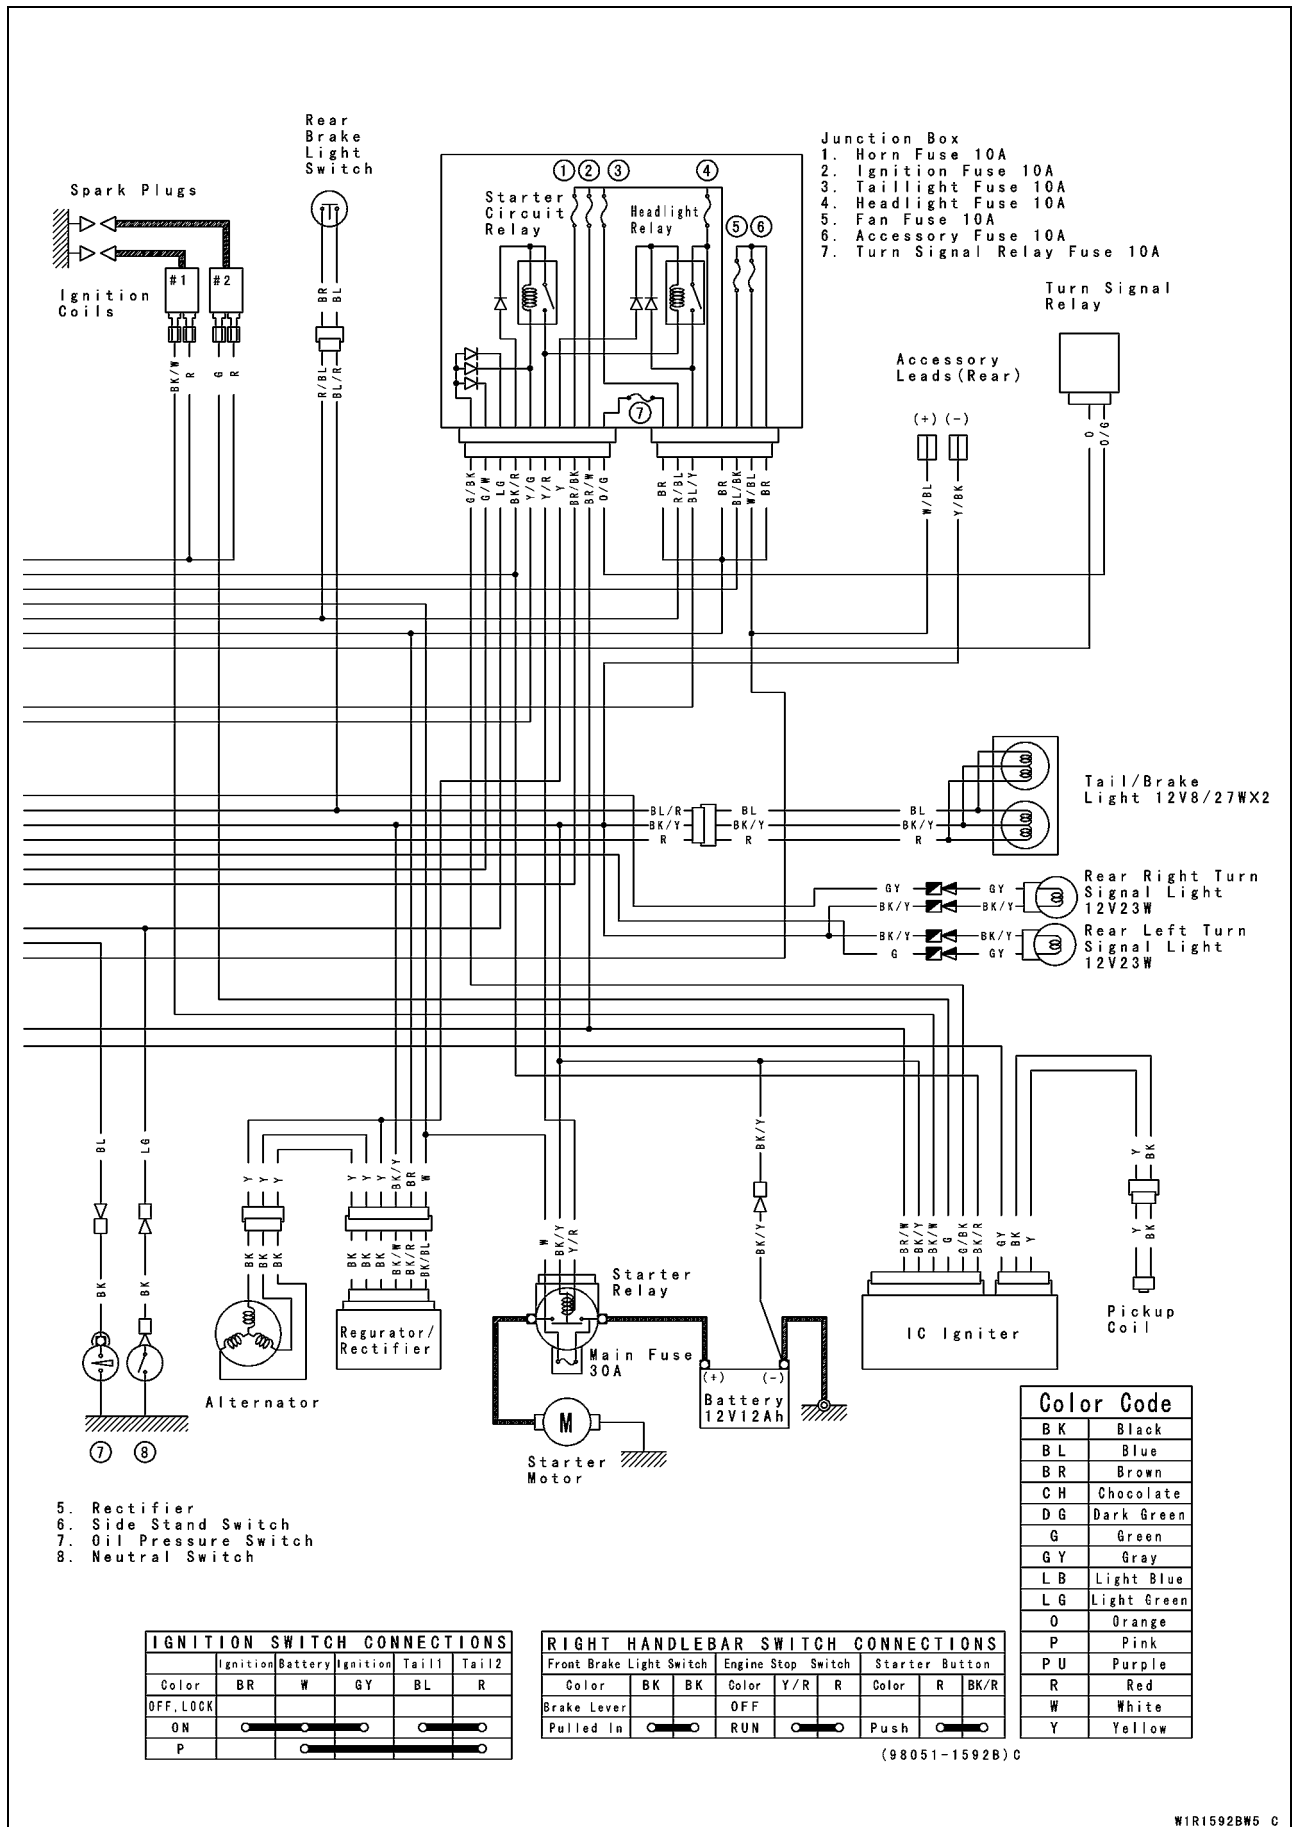 Rear
Brake
Light
Switch
Spark Plugs
#1 #2
Ignition
Coils
BR BL
BK/W R G R
R/BL BL/R
Starter
Circuit
Relay
Headlight
Relay
1 2 3 4
5 6
7
Junction Box
1. Horn Fuse 10A
2. Ignition Fuse 10A
3. Taillight Fuse 10A
4. Headlight Fuse 10A
5. Fan Fuse 10A
6. Accessory Fuse 10A
7. Turn Signal Relay Fuse 10A
Turn Signal
Relay
O O/G
Accessory
Leads(Rear)
(+) (-)
W/BL Y/BK
G/BK G/W LG BK/R Y/G Y/R Y BR/BK BR/W O/G
BR R/BL BL/Y BR BL/BK W/BL BR
BL/R BL BL
BK/Y BK/Y BK/Y
R R R
Tail/Brake
Light 12V8/27WX2
GY GY
BK/Y BK/Y
Rear Right Turn
Signal Light
12V23W
BK/Y BK/Y
G GY
Rear Left Turn
Signal Light
12V23W
BL LG
BK BK
7 8
Y Y Y
BK BK BK
Alternator
Y Y Y BK/Y BR W
BK BK BK BK/W BK/R BK/BL
Regurator/
Rectifier
W BK/Y Y/R
Starter
Relay
Main Fuse
30A
M
Starter
Motor
BK/Y
BK/Y
(+) (-)
Battery
12V12Ah
BR/W BK/Y BK/W G G/BK BK/R GY BK Y
IC Igniter
Y BK
Y BK
Pickup
Coil
5. Rectifier
6. Side Stand Switch
7. Oil Pressure Switch
8. Neutral Switch
Color Code
BK Black
BL Blue
BR Brown
CH Chocolate
DG Dark Green
G Green
GY Gray
LB Light Blue
LG Light Green
O Orange
P Pink
PU Purple
R Red
W White
Y Yellow
IGNITION SWITCH CONNECTIONS
Ignition Battery Ignition Tail1 Tail2
Color BR W GY BL R
OFF,LOCK
ON
P
RIGHT HANDLEBAR SWITCH CONNECTIONS
Front Brake Light Switch Engine Stop Switch Starter Button
Color BK BK Color Y/R R Color R BK/R
Brake Lever OFF
Pulled In RUN Push
(98051-1592B)C
W1R1592BW5 C